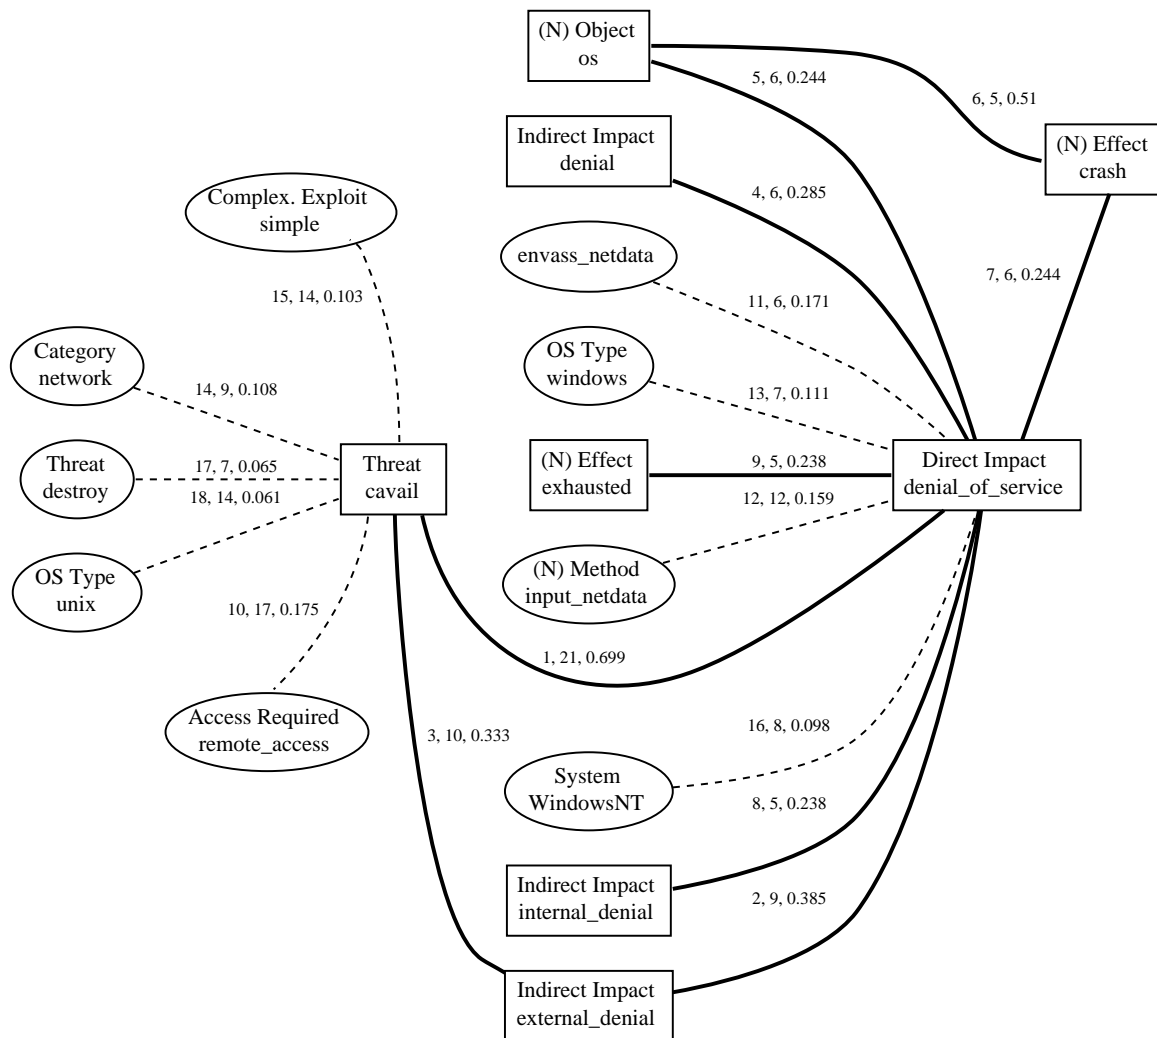 (N) Object
os
5, 6, 0.244
6, 5, 0.51
Indirect Impact
denial
(N) Effect
crash
Complex. Exploit
simple
4, 6, 0.285
envass_netdata
7, 6, 0.244
15, 14, 0.103
11, 6, 0.171
Category
network
OS Type
windows
14, 9, 0.108
13, 7, 0.111
Threat
destroy
17, 7, 0.065
18, 14, 0.061
Threat
cavail
(N) Effect
exhausted
9, 5, 0.238
12, 12, 0.159
Direct Impact
denial_of_service
OS Type
unix
10, 17, 0.175
(N) Method
input_netdata
1, 21, 0.699
Access Required
remote_access
3, 10, 0.333
16, 8, 0.098
System
WindowsNT
8, 5, 0.238
Indirect Impact
internal_denial
2, 9, 0.385
Indirect Impact
external_denial